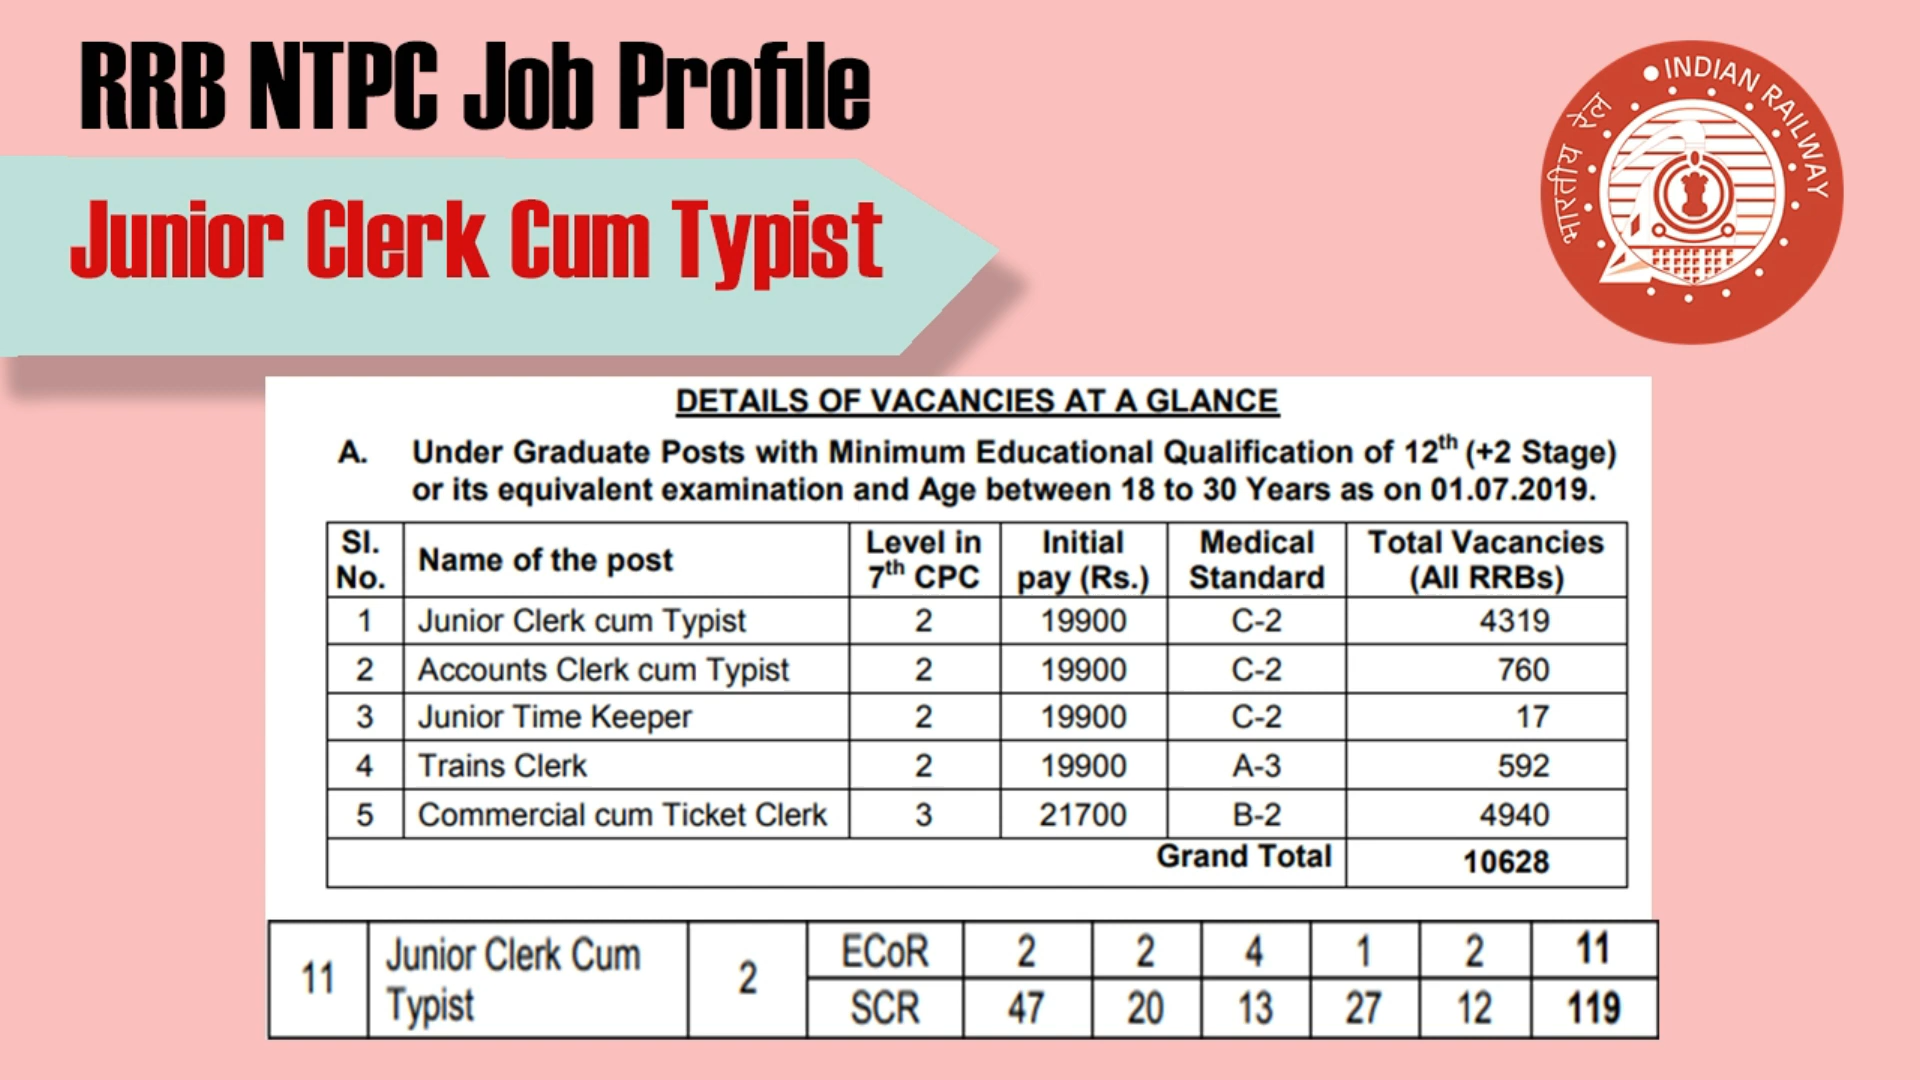 RRB NTPC Job Profile
Junior Clerk Cum Typist
INDIAN RAILWAY
भारतीय रेल
DETAILS OF VACANCIES AT A GLANCE
A. Under Graduate Posts with Minimum Educational Qualification of 12th (+2 Stage)
or its equivalent examination and Age between 18 to 30 Years as on 01.07.2019.
Sl. No. Name of the post Level in 7th CPC Initial pay (Rs.) Medical Standard Total Vacancies (All RRBs)
1 Junior Clerk cum Typist 2 19900 C-2 4319
2 Accounts Clerk cum Typist 2 19900 C-2 760
3 Junior Time Keeper 2 19900 C-2 17
4 Trains Clerk 2 19900 A-3 592
5 Commercial cum Ticket Clerk 3 21700 B-2 4940
Grand Total 10628
11 Junior Clerk Cum Typist 2 ECoR 2 2 4 1 2 11
SCR 47 20 13 27 12 119